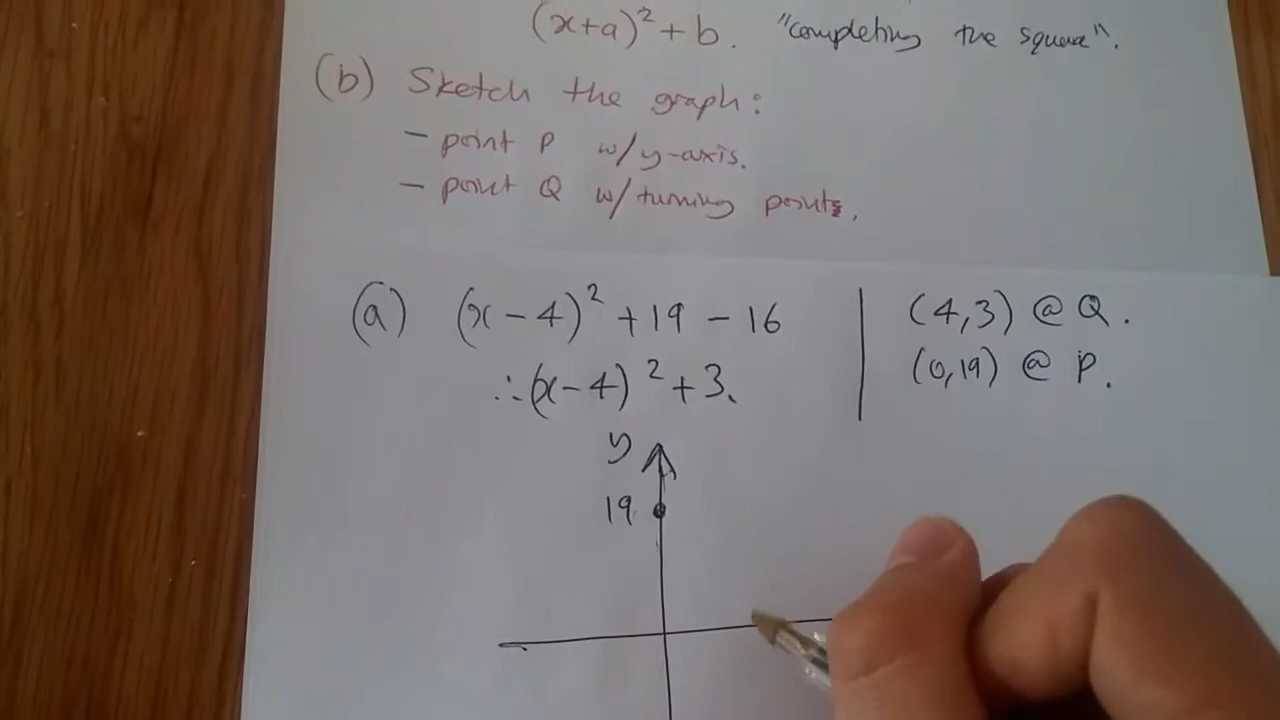 (x+a)² + b. "completing the square".
(b) Sketch the graph:
- point P w/y-axis.
- point Q w/turning points.
(a) (x - 4)² + 19 - 16
∴ (x - 4)² + 3.
(4,3) @ Q.
(0,19) @ P.
y
19